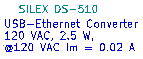 SILEX DS-510
USB-Ethernet Converter
120 VAC, 2.5 W,
@120 VAC Im = 0.02 A